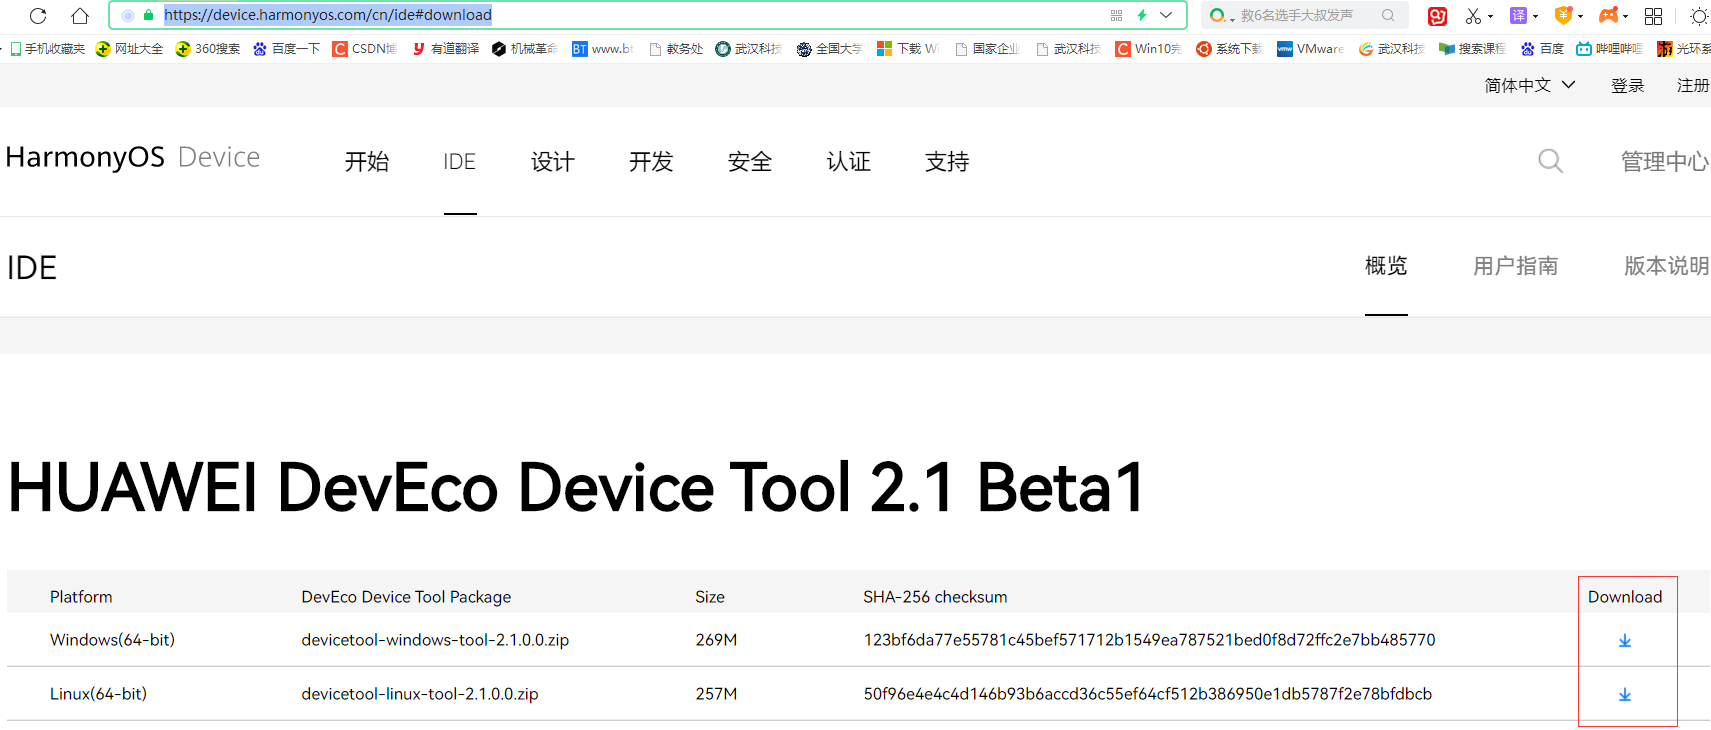 https://device.harmonyos.com/cn/ide#download 救6名选手大叔发声 译
手机收藏夹 网址大全 360搜索 百度一下 CSDN博 有道翻译 机械革命 www.bt 教务处 武汉科技 全国大学 下载 Wi 国家企业 武汉科技 Win10完 系统下载 VMware 武汉科技 搜索课程 百度 哔哩哔哩 光环系
简体中文 登录 注册
HarmonyOS Device 开始 IDE 设计 开发 安全 认证 支持 管理中心
IDE 概览 用户指南 版本说明
HUAWEI DevEco Device Tool 2.1 Beta1
Platform DevEco Device Tool Package Size SHA-256 checksum Download
Windows(64-bit) devicetool-windows-tool-2.1.0.0.zip 269M 123bf6da77e55781c45bef571712b1549ea787521bed0f8d72ffc2e7bb485770
Linux(64-bit) devicetool-linux-tool-2.1.0.0.zip 257M 50f96e4e4c4d146b93b6accd36c55ef64cf512b386950e1db5787f2e78bfdbcb